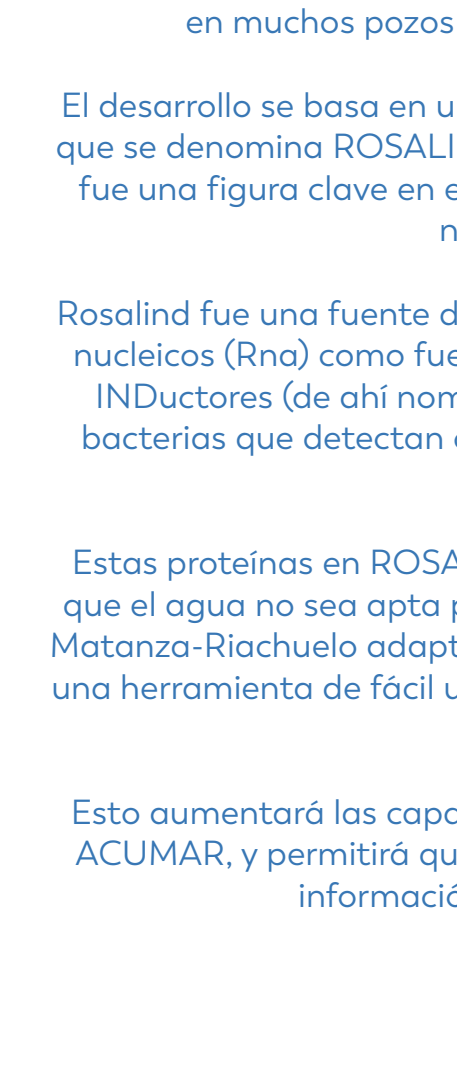 en muchos pozos
El desarrollo se basa en u
que se denomina ROSALI
fue una figura clave en e
n
Rosalind fue una fuente d
nucleicos (Rna) como fue
INDuctores (de ahí nom
bacterias que detectan
Estas proteínas en ROSA
que el agua no sea apta p
Matanza-Riachuelo adapt
una herramienta de fácil u
Esto aumentará las capa
ACUMAR, y permitirá qu
informació